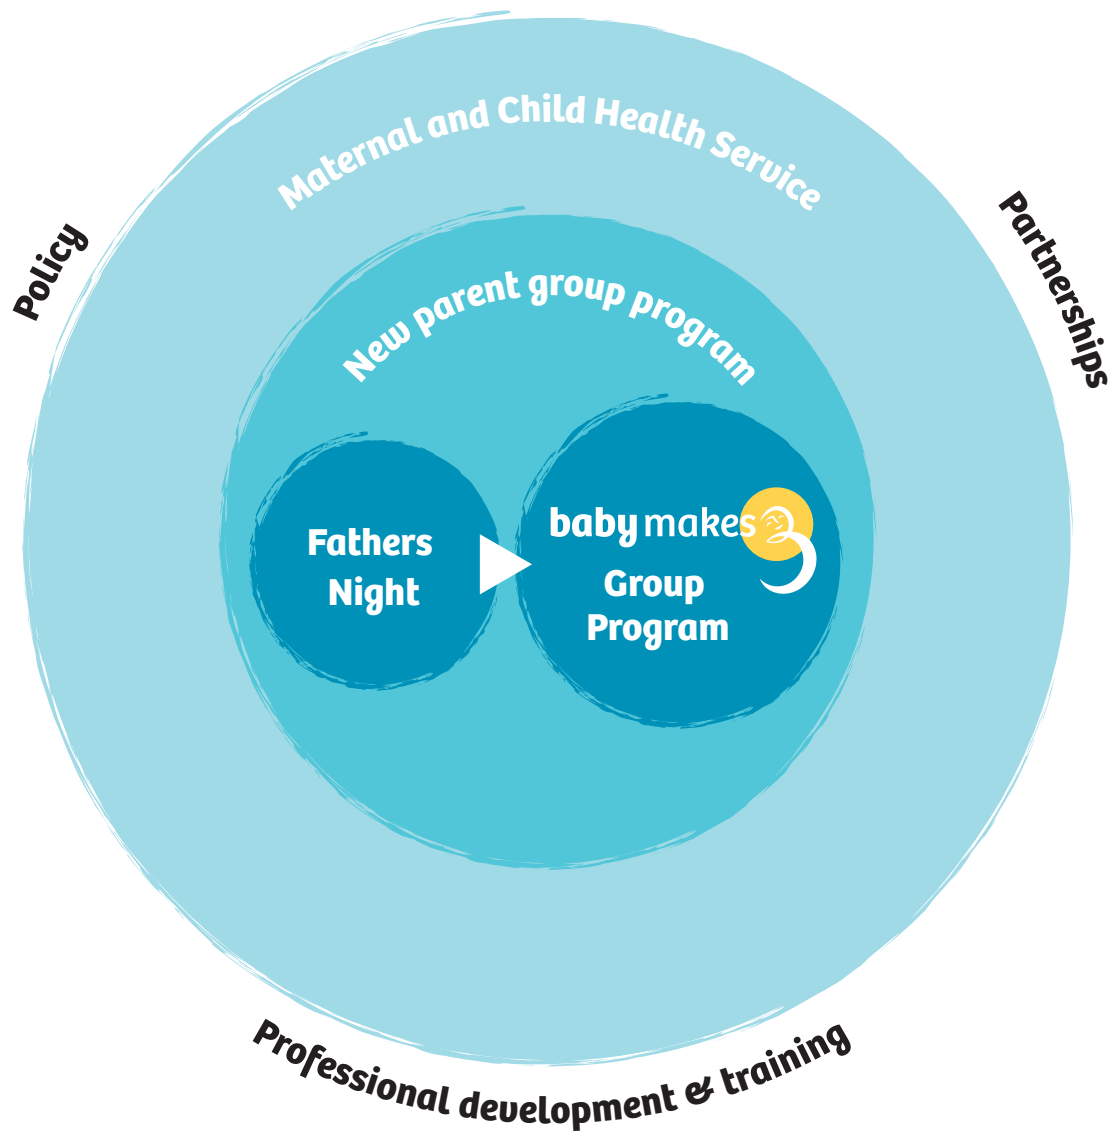 Maternal and Child Health Service
Policy
Partnerships
New parent group program
Fathers
Night
baby makes 3
Group
Program
Professional development & training